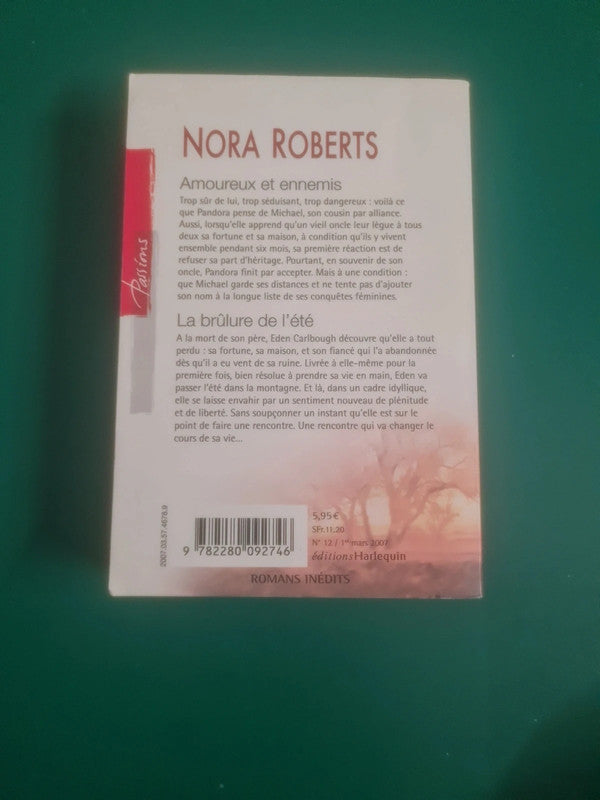 NORA ROBERTS
Amoureux et ennemis
Trop sûr de lui, trop séduisant, trop dangereux : voilà ce
que Pandora pense de Michael, son cousin par alliance.
Aussi, lorsqu'elle apprend qu'un vieil oncle leur lègue à tous
deux sa fortune et sa maison, à condition qu'ils y vivent
ensemble pendant six mois, sa première réaction est de
refuser sa part d'héritage. Pourtant, en souvenir de son
oncle, Pandora finit par accepter. Mais à une condition :
que Michael garde ses distances et ne tente pas d'ajouter
son nom à la longue liste de ses conquêtes féminines.
La brûlure de l'été
A la mort de son père, Eden Carlbough découvre qu'elle a tout
perdu : sa fortune, sa maison, et son fiancé qui l'a abandonnée
dès qu'il a eu vent de sa ruine. Livrée à elle-même pour la
première fois, bien résolue à prendre sa vie en main, Eden va
passer l'été dans la montagne. Et là, dans un cadre idyllique,
elle se laisse envahir par un sentiment nouveau de plénitude
et de liberté. Sans soupçonner un instant qu'elle est sur le
point de faire une rencontre. Une rencontre qui va changer le
cours de sa vie...
Passions
2007.03.57.4678.9
9 782280 092746
5,95 €
SFr. 11.20
N° 12 / 1er mars 2007
éditions Harlequin
ROMANS INÉDITS